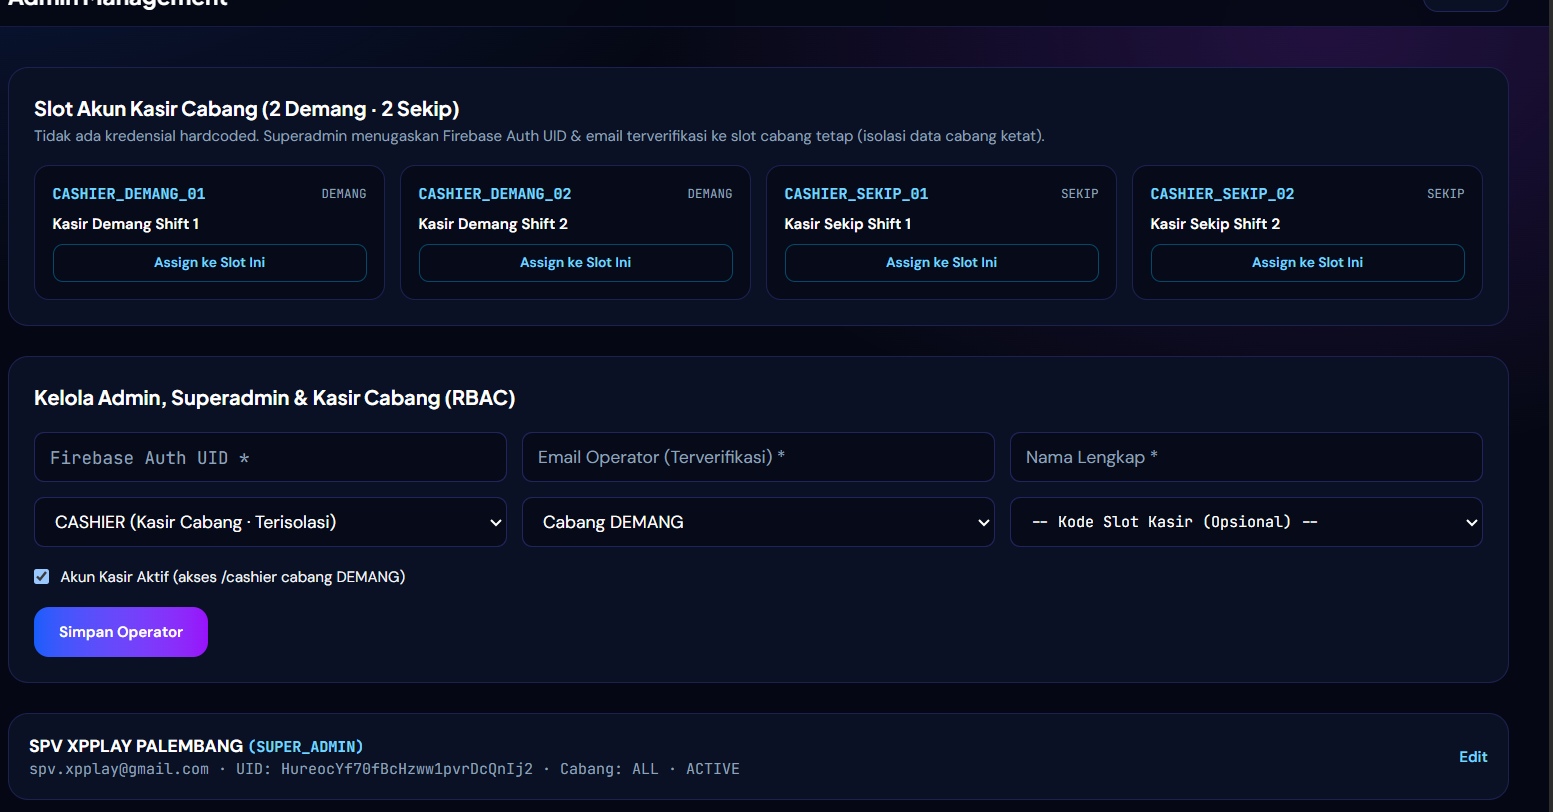 Admin Management
Slot Akun Kasir Cabang (2 Demang · 2 Sekip)
Tidak ada kredensial hardcoded. Superadmin menugaskan Firebase Auth UID & email terverifikasi ke slot cabang tetap (isolasi data cabang ketat).
CASHIER_DEMANG_01 DEMANG
Kasir Demang Shift 1
Assign ke Slot Ini
CASHIER_DEMANG_02 DEMANG
Kasir Demang Shift 2
Assign ke Slot Ini
CASHIER_SEKIP_01 SEKIP
Kasir Sekip Shift 1
Assign ke Slot Ini
CASHIER_SEKIP_02 SEKIP
Kasir Sekip Shift 2
Assign ke Slot Ini
Kelola Admin, Superadmin & Kasir Cabang (RBAC)
Firebase Auth UID *
Email Operator (Terverifikasi) *
Nama Lengkap *
CASHIER (Kasir Cabang · Terisolasi)
Cabang DEMANG
-- Kode Slot Kasir (Opsional) --
Akun Kasir Aktif (akses /cashier cabang DEMANG)
Simpan Operator
SPV XPPLAY PALEMBANG (SUPER_ADMIN)
spv.xpplay@gmail.com · UID: HureocYf70fBcHzww1pvrDcQnIj2 · Cabang: ALL · ACTIVE
Edit